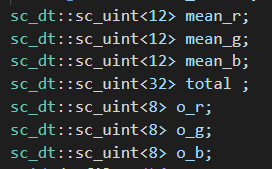 sc_dt::sc_uint<12> mean_r;
sc_dt::sc_uint<12> mean_g;
sc_dt::sc_uint<12> mean_b;
sc_dt::sc_uint<32> total ;
sc_dt::sc_uint<8> o_r;
sc_dt::sc_uint<8> o_g;
sc_dt::sc_uint<8> o_b;